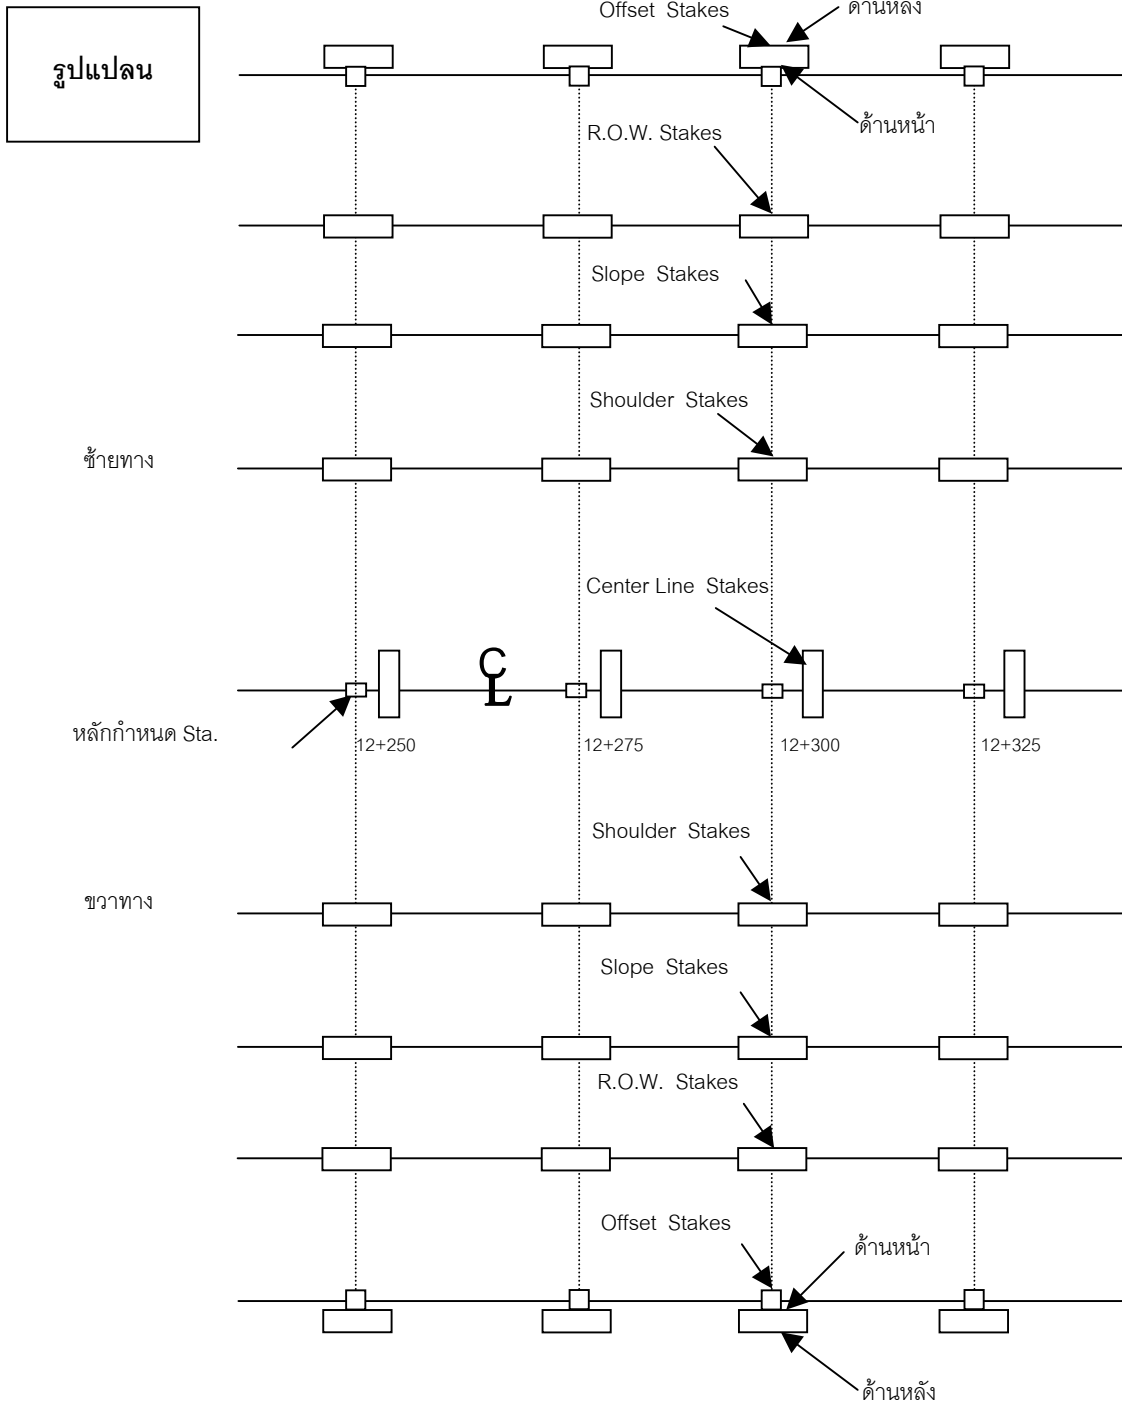 Offset Stakes
ด้านหลัง
รูปแปลน
ด้านหน้า
R.O.W. Stakes
Slope Stakes
Shoulder Stakes
ซ้ายทาง
Center Line Stakes
CL
หลักกำหนด Sta.
12+250
12+275
12+300
12+325
Shoulder Stakes
ขวาทาง
Slope Stakes
R.O.W. Stakes
Offset Stakes
ด้านหน้า
ด้านหลัง